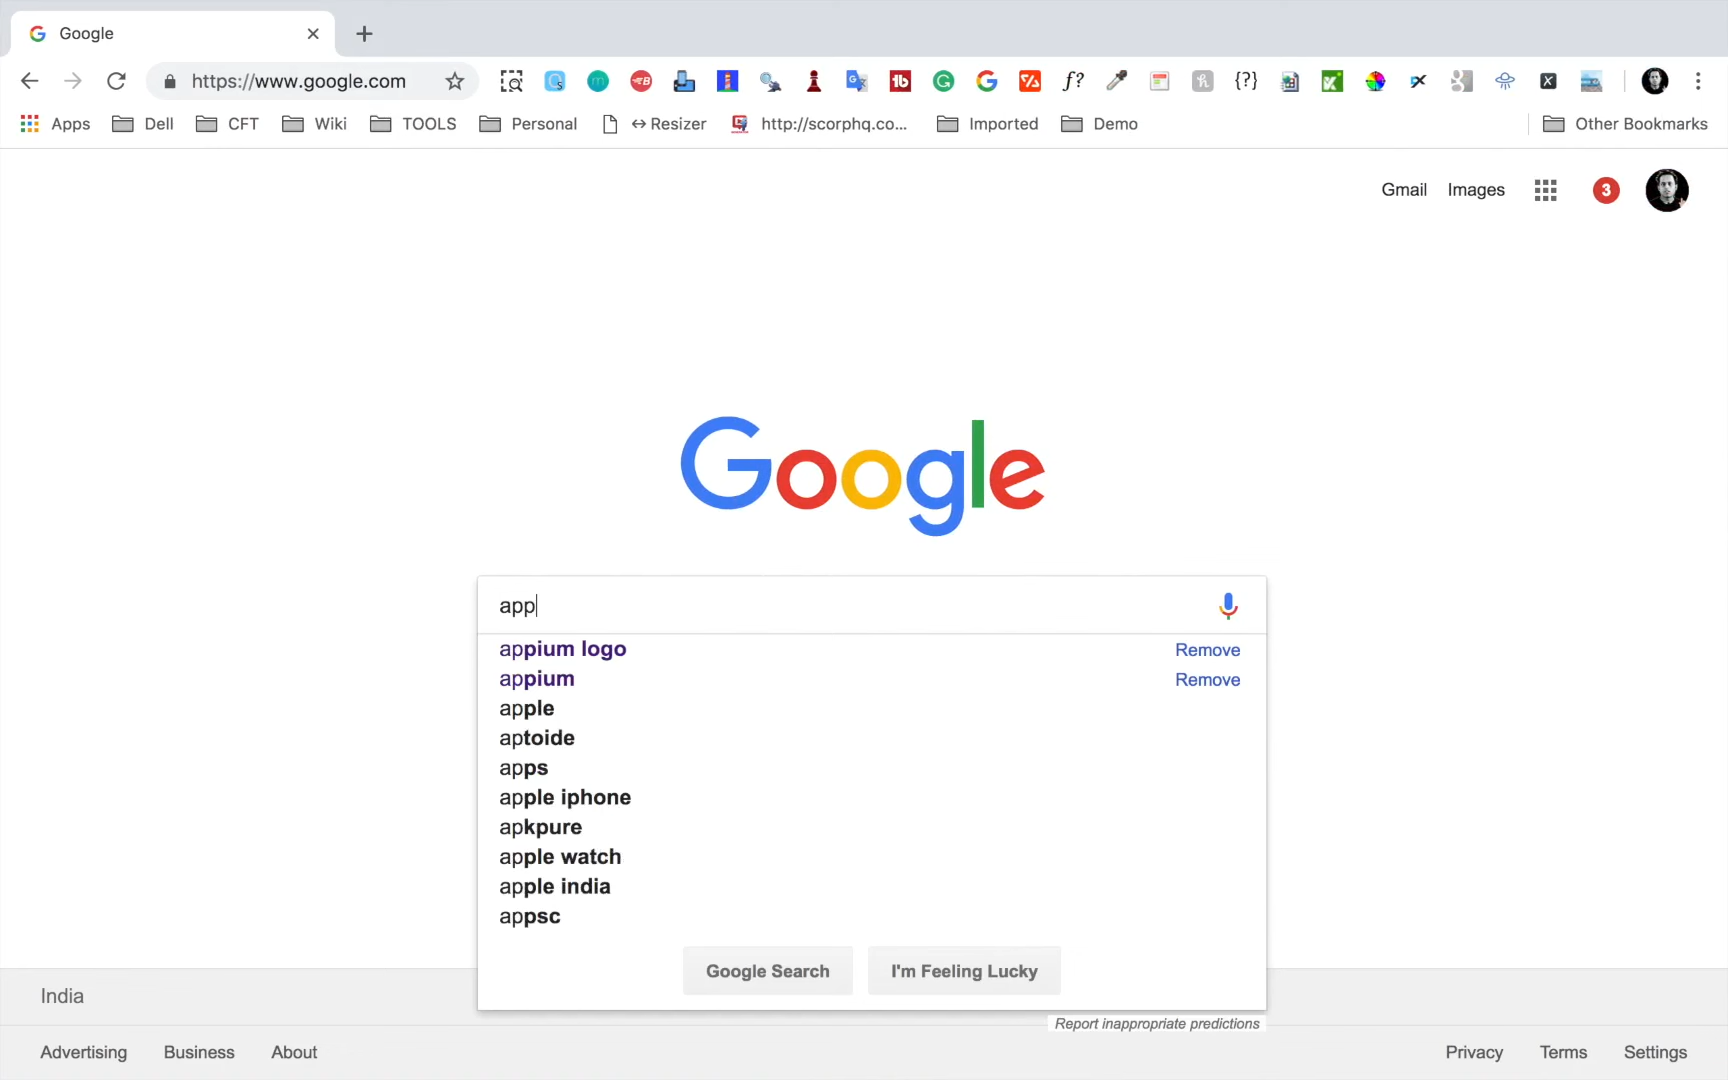 Google
https://www.google.com
Apps Dell CFT Wiki TOOLS Personal ↔ Resizer http://scorphq.co... Imported Demo Other Bookmarks
Gmail Images 3
Google
app
appium logo Remove
appium Remove
apple
aptoide
apps
apple iphone
apkpure
apple watch
apple india
appsc
Google Search I'm Feeling Lucky
India
Report inappropriate predictions
Advertising Business About Privacy Terms Settings